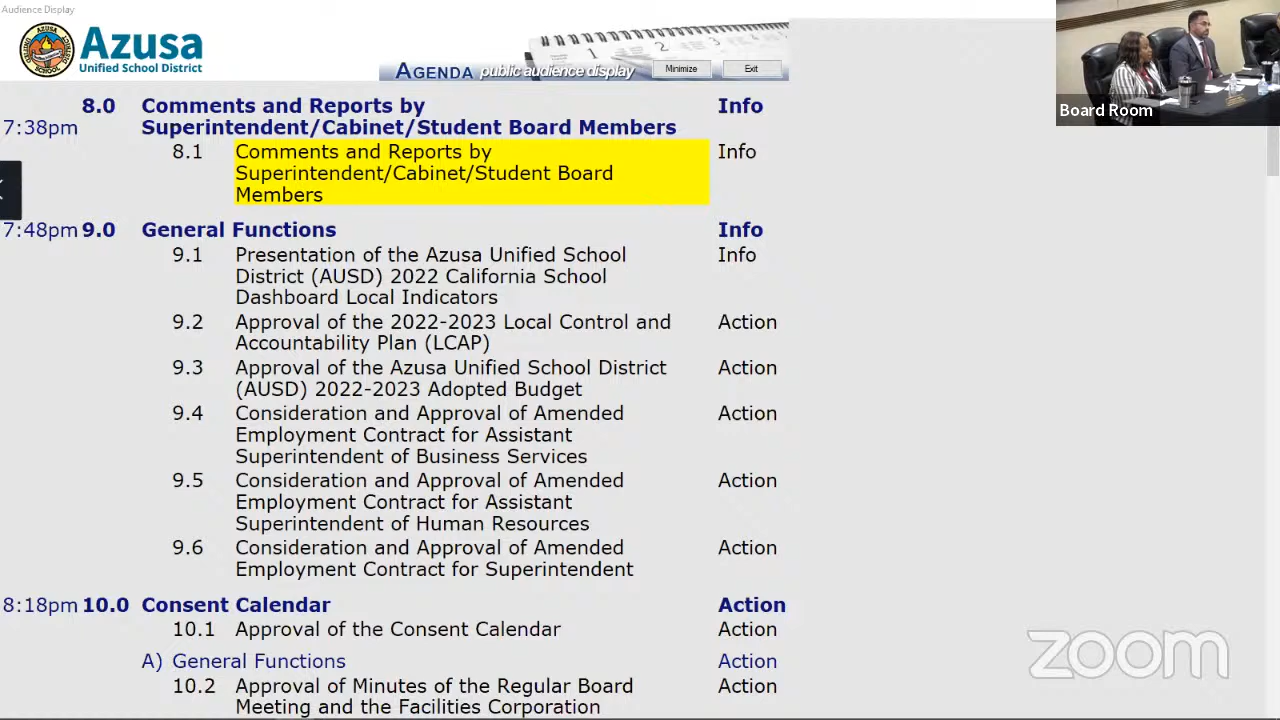 Audience Display
Azusa
Unified School District
AGENDA public audience display
Minimize
Exit
Board Room
8.0 Comments and Reports by Info
7:38pm Superintendent/Cabinet/Student Board Members
8.1 Comments and Reports by Info
Superintendent/Cabinet/Student Board
Members
7:48pm 9.0 General Functions Info
9.1 Presentation of the Azusa Unified School Info
District (AUSD) 2022 California School
Dashboard Local Indicators
9.2 Approval of the 2022-2023 Local Control and Action
Accountability Plan (LCAP)
9.3 Approval of the Azusa Unified School District Action
(AUSD) 2022-2023 Adopted Budget
9.4 Consideration and Approval of Amended Action
Employment Contract for Assistant
Superintendent of Business Services
9.5 Consideration and Approval of Amended Action
Employment Contract for Assistant
Superintendent of Human Resources
9.6 Consideration and Approval of Amended Action
Employment Contract for Superintendent
8:18pm 10.0 Consent Calendar Action
10.1 Approval of the Consent Calendar Action
A) General Functions Action
10.2 Approval of Minutes of the Regular Board Action
Meeting and the Facilities Corporation
zoom